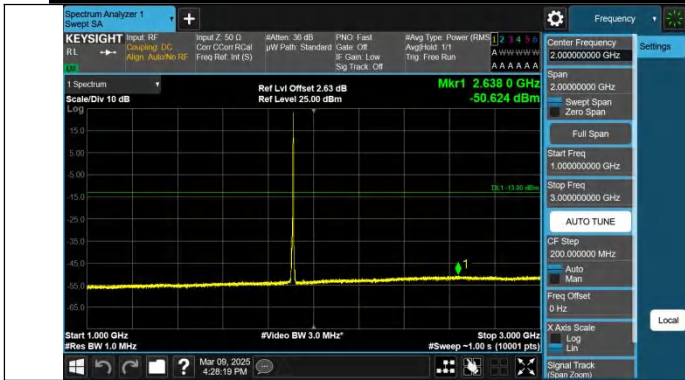 Spectrum Analyzer 1
Swept SA
Frequency
KEYSIGHT
RL
Input: RF
Coupling: DC
Align: Auto/No RF
Input Z: 50 Ω
Corr CCorr RCal
Freq Ref: Int (S)
#Atten: 36 dB
µW Path: Standard
PNO: Fast
Gate: Off
IF Gain: Low
Sig Track: Off
#Avg Type: Power (RMS
Avg|Hold: 1/1
Trig: Free Run
1 2 3 4 5 6
A W W W W W
A A A A A A
1 Spectrum
Scale/Div 10 dB
Ref Lvl Offset 2.63 dB
Ref Level 25.00 dBm
Mkr1 2.638 0 GHz
-50.624 dBm
Log
15.0
5.00
-5.00
-15.0
-25.0
-35.0
-45.0
-55.0
-65.0
DL1 -13.00 dBm
1
Start 1.000 GHz
#Res BW 1.0 MHz
#Video BW 3.0 MHz*
Stop 3.000 GHz
#Sweep ~1.00 s (10001 pts)
Mar 09, 2025
4:28:19 PM
Center Frequency
2.000000000 GHz
Settings
Span
2.00000000 GHz
Swept Span
Zero Span
Full Span
Start Freq
1.000000000 GHz
Stop Freq
3.000000000 GHz
AUTO TUNE
CF Step
200.000000 MHz
Auto
Man
Freq Offset
0 Hz
X Axis Scale
Log
Lin
Local
Signal Track
(Span Zoom)